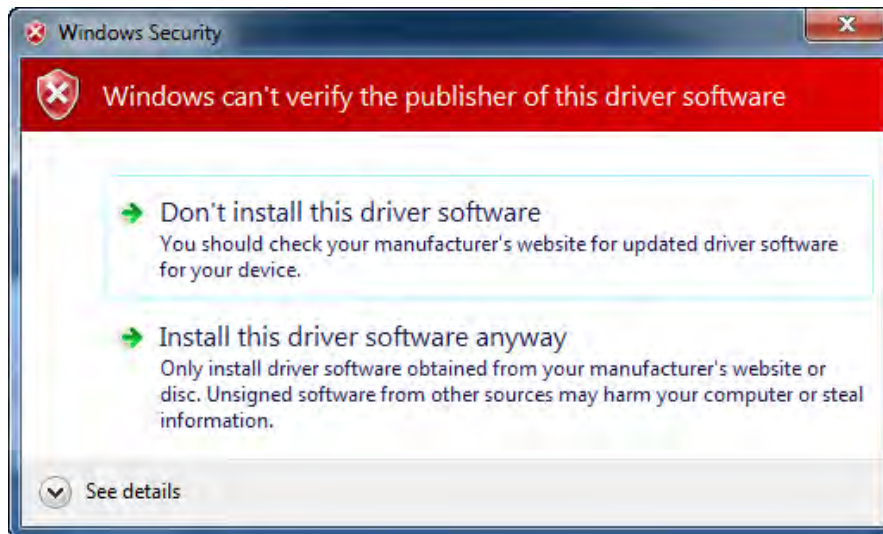 Windows Security
Windows can't verify the publisher of this driver software
Don't install this driver software
You should check your manufacturer's website for updated driver software
for your device.
Install this driver software anyway
Only install driver software obtained from your manufacturer's website or
disc. Unsigned software from other sources may harm your computer or steal
information.
See details